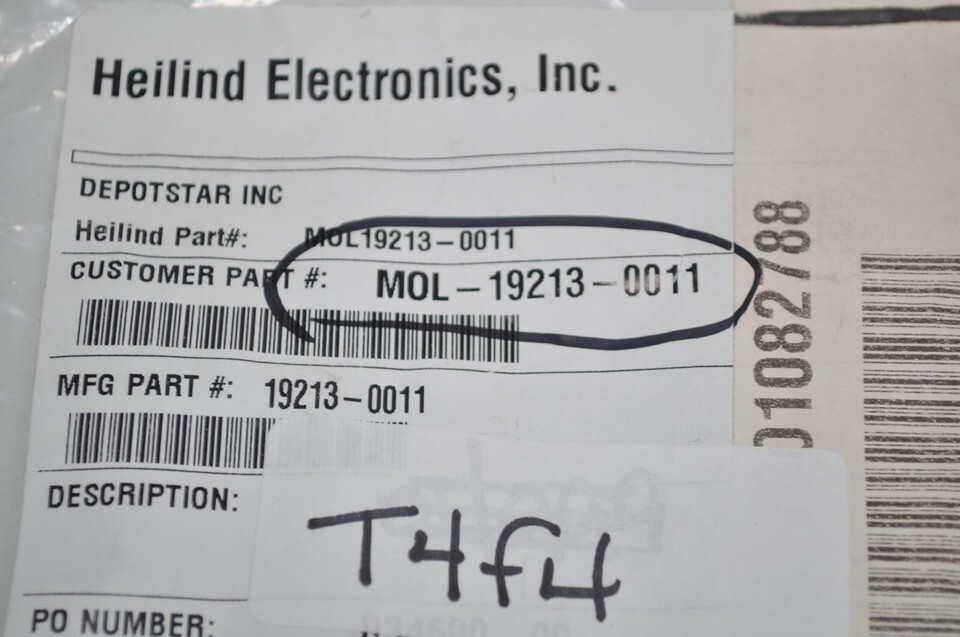 Heilind Electronics, Inc.
DEPOTSTAR INC
Heilind Part#: MOL19213-0011
CUSTOMER PART #: MOL-19213-0011
MFG PART #: 19213-0011
DESCRIPTION:
T4f4
PO NUMBER:
01082788